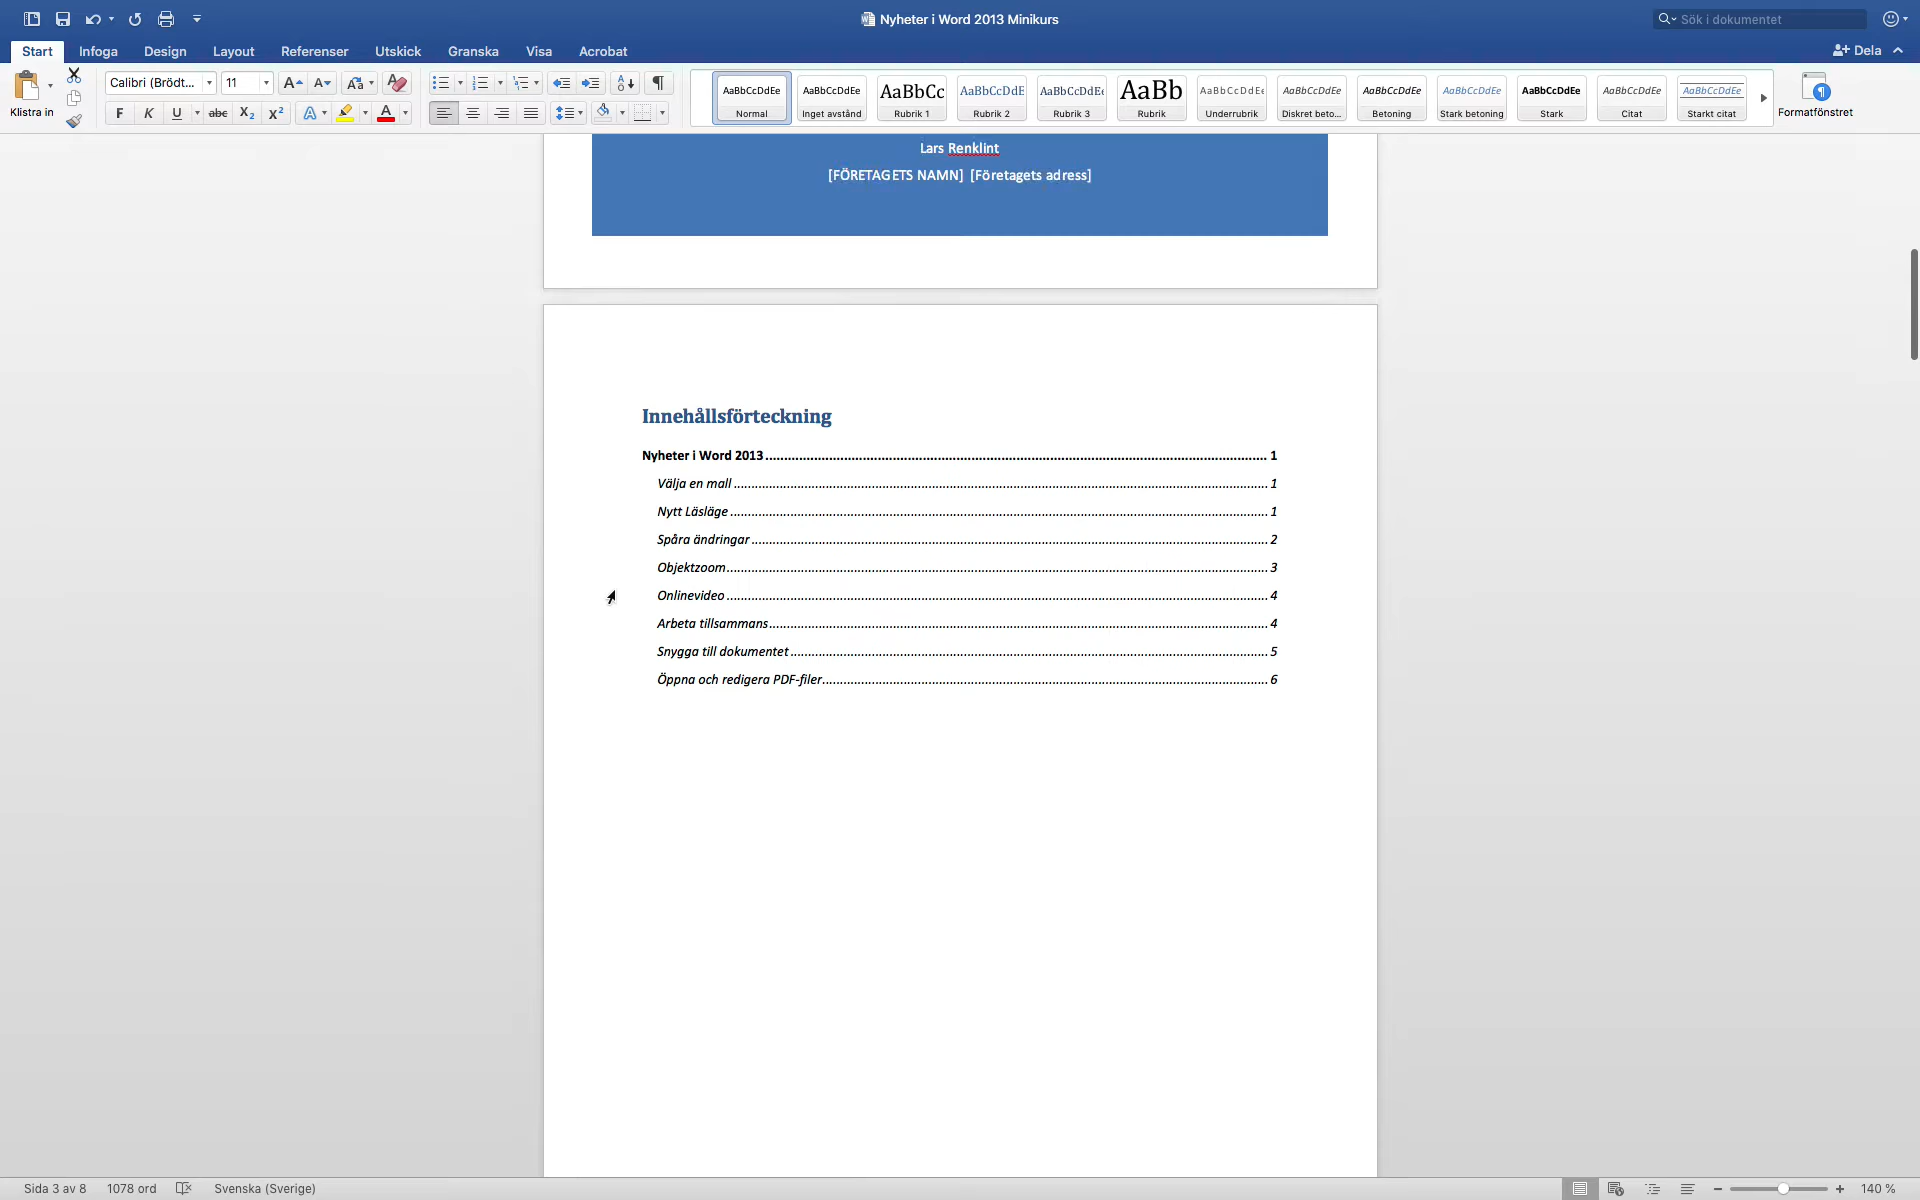 Nyheter i Word 2013 Minikurs
Sök i dokumentet
Start Infoga Design Layout Referenser Utskick Granska Visa Acrobat
Dela
Klistra in
Calibri (Brödt... 11
F K U abc X₂ X²
AaBbCcDdEe AaBbCcDdEe AaBbCc AaBbCcDdE AaBbCcDdEe AaBb AaBbCcDdEe AaBbCcDdEe AaBbCcDdEe AaBbCcDdEe AaBbCcDdEe AaBbCcDdEe AaBbCcDdEe
Normal Inget avstånd Rubrik 1 Rubrik 2 Rubrik 3 Rubrik Underrubrik Diskret beto... Betoning Stark betoning Stark Citat Starkt citat
Formatfönstret
Lars Renklint
[FÖRETAGETS NAMN] [Företagets adress]
Innehållsförteckning
Nyheter i Word 2013 1
Välja en mall 1
Nytt Läsläge 1
Spåra ändringar 2
Objektzoom 3
Onlinevideo 4
Arbeta tillsammans 4
Snygga till dokumentet 5
Öppna och redigera PDF-filer 6
Sida 3 av 8 1078 ord Svenska (Sverige)
140 %